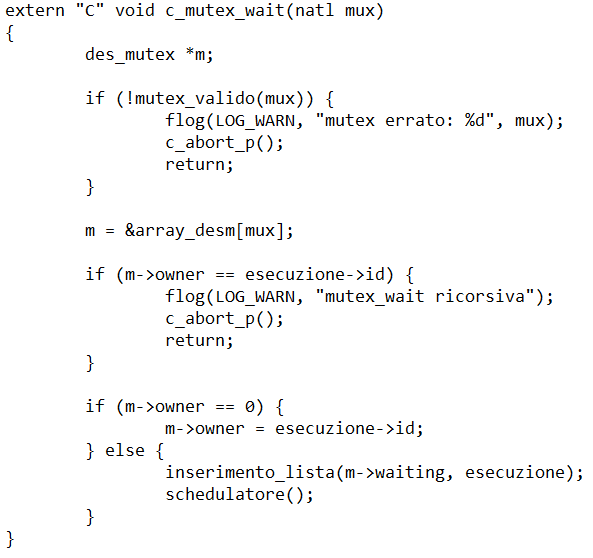 extern "C" void c_mutex_wait(natl mux)
{
        des_mutex *m;

        if (!mutex_valido(mux)) {
                flog(LOG_WARN, "mutex errato: %d", mux);
                c_abort_p();
                return;
        }

        m = &array_desm[mux];

        if (m->owner == esecuzione->id) {
                flog(LOG_WARN, "mutex_wait ricorsiva");
                c_abort_p();
                return;
        }

        if (m->owner == 0) {
                m->owner = esecuzione->id;
        } else {
                inserimento_lista(m->waiting, esecuzione);
                schedulatore();
        }
}